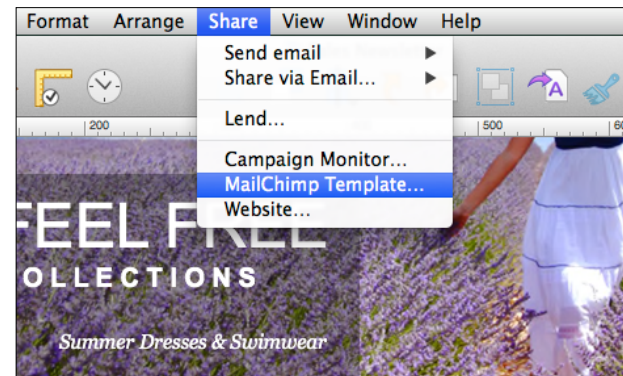 Format Arrange Share View Window Help
Send email
Share via Email...
Lend...
Campaign Monitor...
MailChimp Template...
Website...
A
200
500
FEEL FREE
OLLECTIONS
Summer Dresses & Swimwear